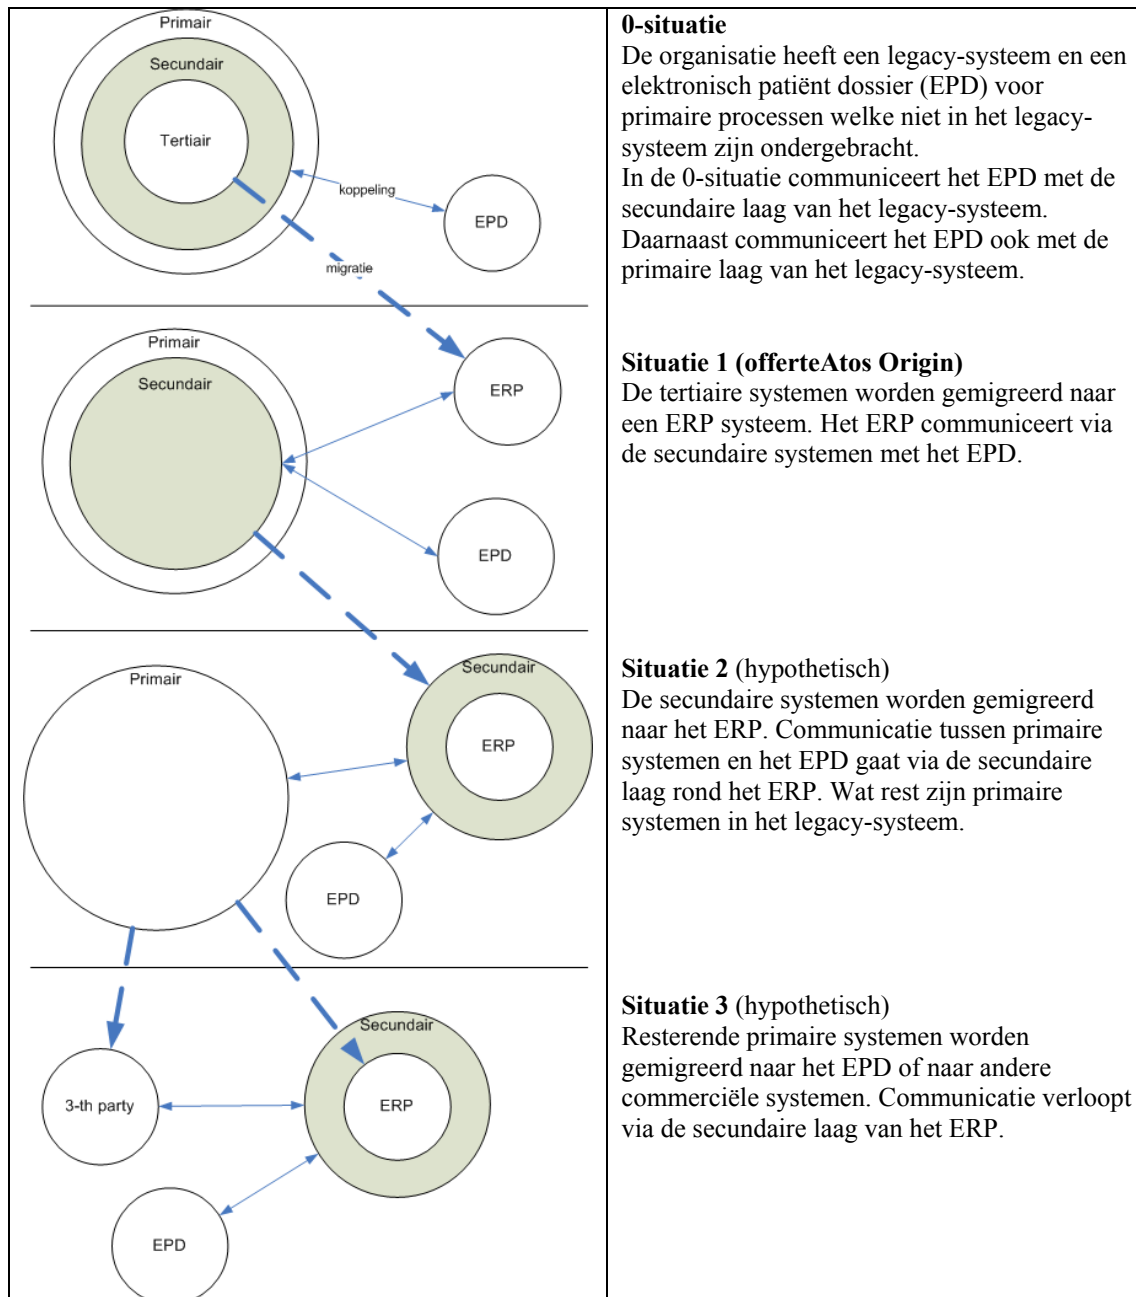 Primair
Secundair
Tertiair
koppeling
EPD
migratie
0-situatie
De organisatie heeft een legacy-systeem en een
elektronisch patiënt dossier (EPD) voor
primaire processen welke niet in het legacy-
systeem zijn ondergebracht.
In de 0-situatie communiceert het EPD met de
secundaire laag van het legacy-systeem.
Daarnaast communiceert het EPD ook met de
primaire laag van het legacy-systeem.
Primair
Secundair
ERP
EPD
Situatie 1 (offerteAtos Origin)
De tertiaire systemen worden gemigreerd naar
een ERP systeem. Het ERP communiceert via
de secundaire systemen met het EPD.
Primair
Secundair
ERP
EPD
Situatie 2 (hypothetisch)
De secundaire systemen worden gemigreerd
naar het ERP. Communicatie tussen primaire
systemen en het EPD gaat via de secundaire
laag rond het ERP. Wat rest zijn primaire
systemen in het legacy-systeem.
Secundair
3-th party
ERP
EPD
Situatie 3 (hypothetisch)
Resterende primaire systemen worden
gemigreerd naar het EPD of naar andere
commerciële systemen. Communicatie verloopt
via de secundaire laag van het ERP.